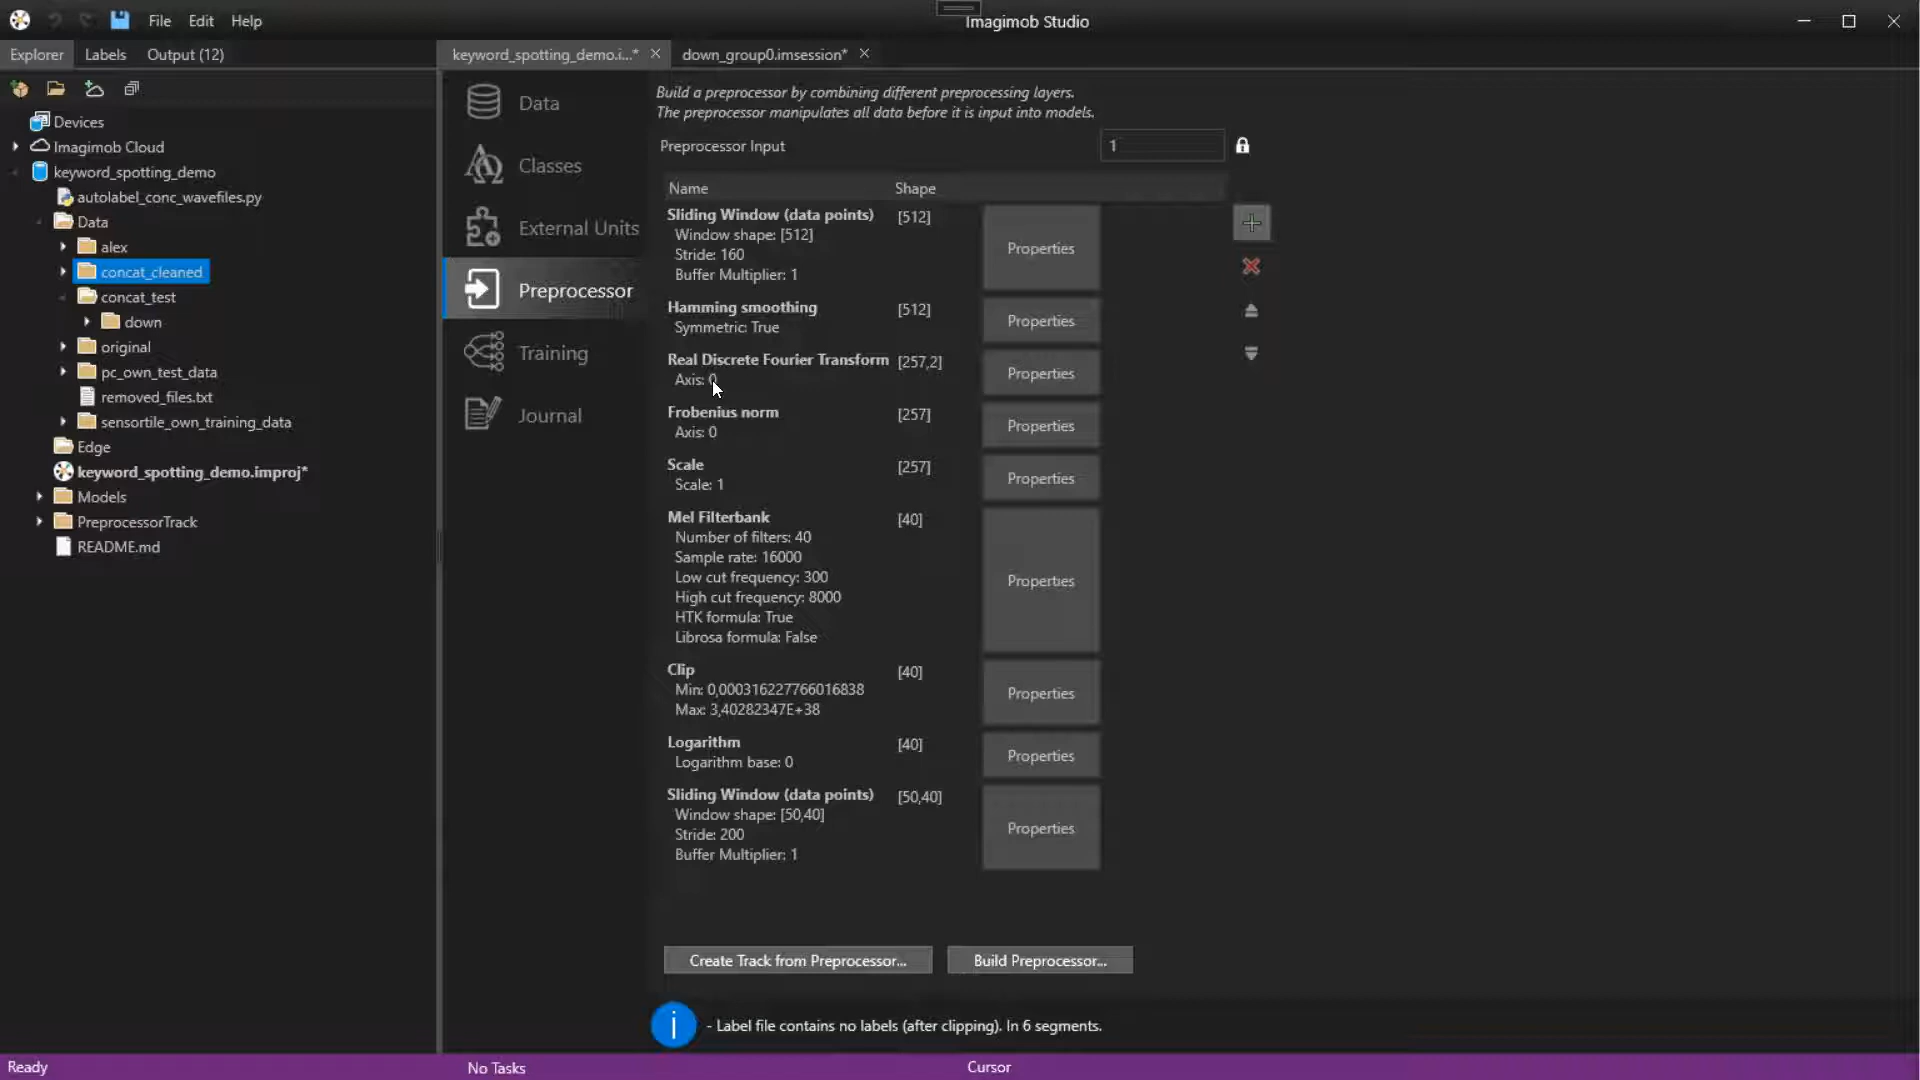 File Edit Help
Imagimob Studio
Explorer Labels Output (12)
keyword_spotting_demo.i...* down_group0.imsession*
Devices
Imagimob Cloud
keyword_spotting_demo
autolabel_conc_wavefiles.py
Data
alex
concat_cleaned
concat_test
down
original
pc_own_test_data
removed_files.txt
sensortile_own_training_data
Edge
keyword_spotting_demo.improj*
Models
PreprocessorTrack
README.md
Data
Classes
External Units
Preprocessor
Training
Journal
Build a preprocessor by combining different preprocessing layers.
The preprocessor manipulates all data before it is input into models.
Preprocessor Input 1
Name Shape
Sliding Window (data points) [512]
Window shape: [512]
Stride: 160
Buffer Multiplier: 1
Properties
Hamming smoothing [512]
Symmetric: True
Properties
Real Discrete Fourier Transform [257,2]
Axis: 0
Properties
Frobenius norm [257]
Axis: 0
Properties
Scale [257]
Scale: 1
Properties
Mel Filterbank [40]
Number of filters: 40
Sample rate: 16000
Low cut frequency: 300
High cut frequency: 8000
HTK formula: True
Librosa formula: False
Properties
Clip [40]
Min: 0,000316227766016838
Max: 3,40282347E+38
Properties
Logarithm [40]
Logarithm base: 0
Properties
Sliding Window (data points) [50,40]
Window shape: [50,40]
Stride: 200
Buffer Multiplier: 1
Properties
Create Track from Preprocessor... Build Preprocessor...
i - Label file contains no labels (after clipping). In 6 segments.
Ready No Tasks Cursor